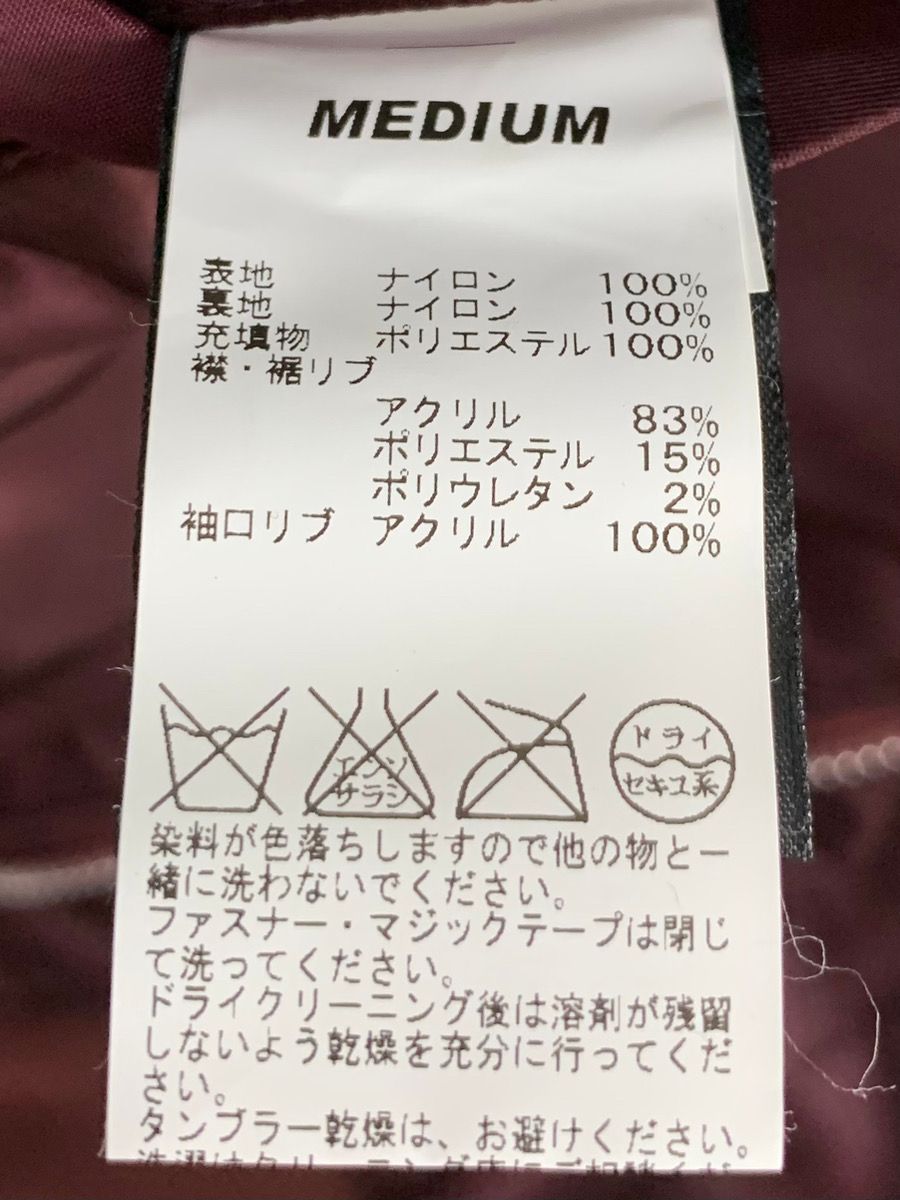 MEDIUM
表地 ナイロン 100%
裏地 ナイロン 100%
充填物 ポリエステル 100%
襟・裾リブ
アクリル 83%
ポリエステル 15%
ポリウレタン 2%
袖口リブ アクリル 100%
エンソ
サラシ
ドライ
セキユ系
染料が色落ちしますので他の物と一
緒に洗わないでください。
ファスナー・マジックテープは閉じ
て洗ってください。
ドライクリーニング後は溶剤が残留
しないよう乾燥を充分に行ってくだ
さい。
タンブラー乾燥は、お避けください。